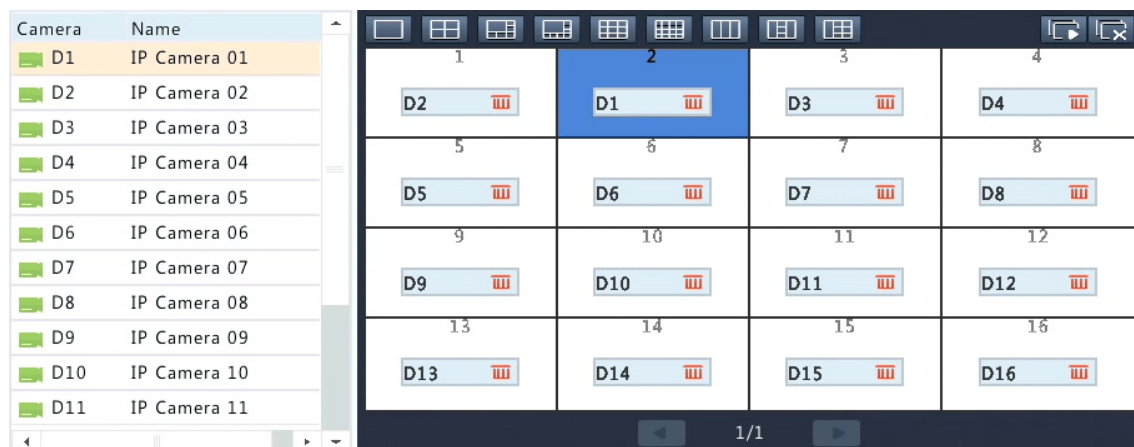 Camera Name
D1 IP Camera 01
D2 IP Camera 02
D3 IP Camera 03
D4 IP Camera 04
D5 IP Camera 05
D6 IP Camera 06
D7 IP Camera 07
D8 IP Camera 08
D9 IP Camera 09
D10 IP Camera 10
D11 IP Camera 11
1 2 3 4
D2 D1 D3 D4
5 6 7 8
D5 D6 D7 D8
9 10 11 12
D9 D10 D11 D12
13 14 15 16
D13 D14 D15 D16
1/1